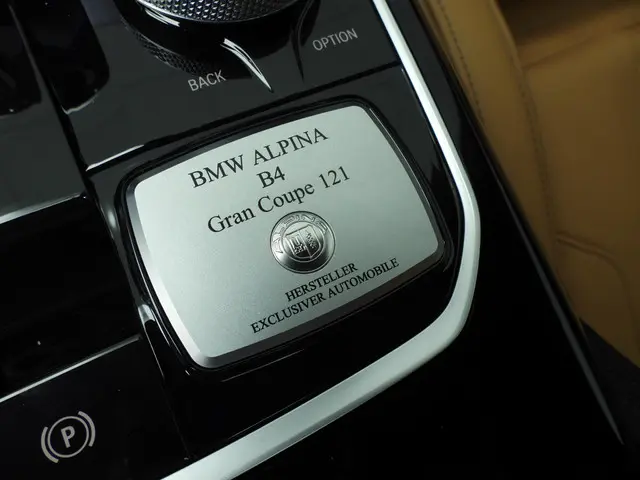 OPTION
BACK
BMW ALPINA
B4
Gran Coupe 121
HERSTELLER
EXCLUSIVER AUTOMOBILE
P